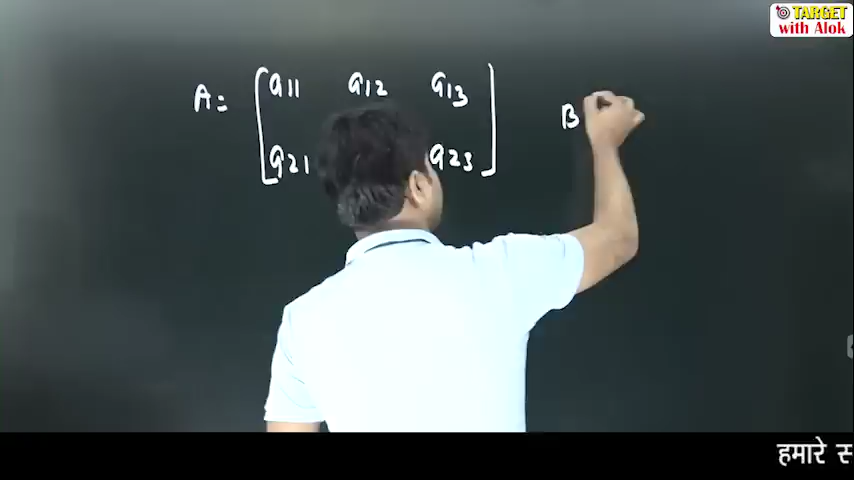 TARGET
with Alok
A = [ a11 a12 a13
a21 a23 ]
B
हमारे